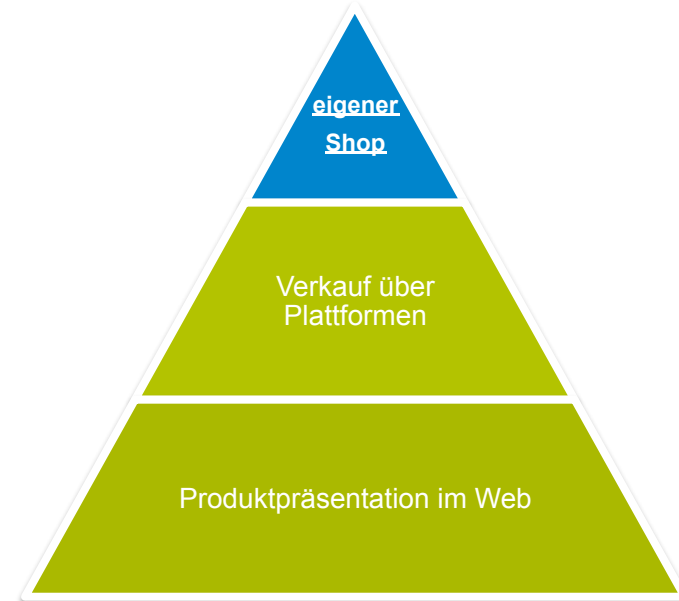 eigener
Shop
Verkauf über
Plattformen
Produktpräsentation im Web